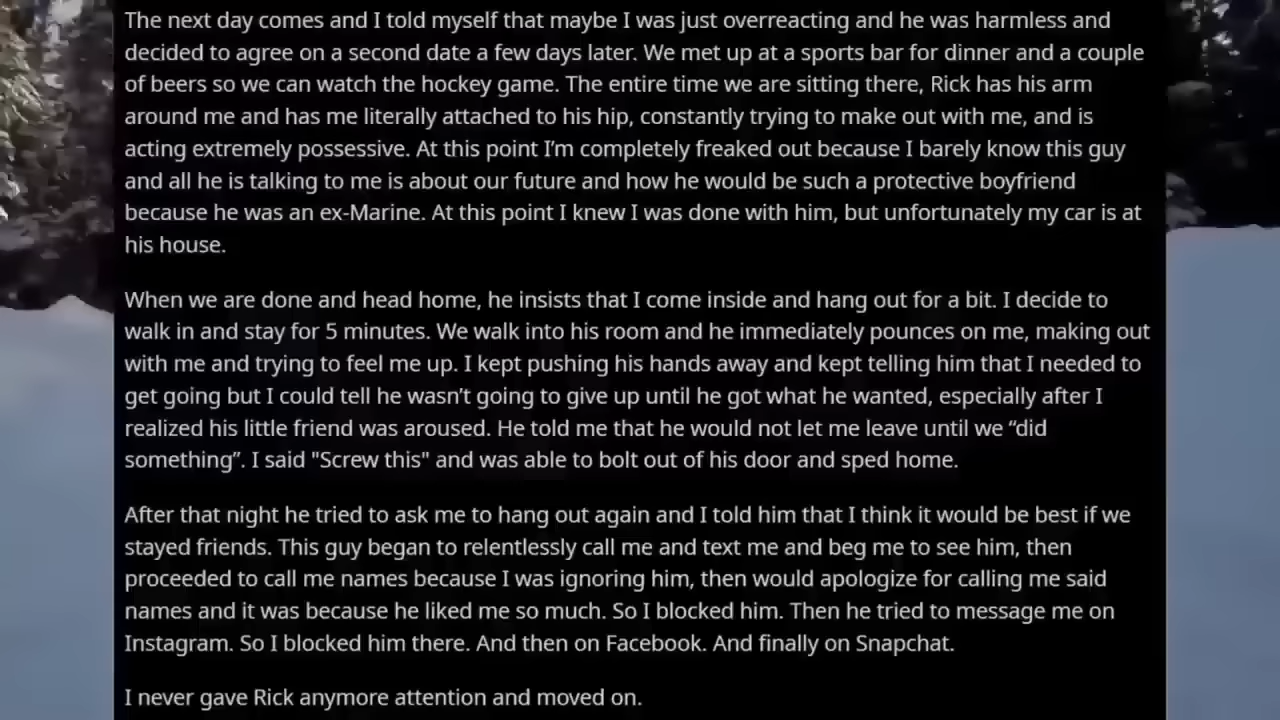 The next day comes and I told myself that maybe I was just overreacting and he was harmless and
decided to agree on a second date a few days later. We met up at a sports bar for dinner and a couple
of beers so we can watch the hockey game. The entire time we are sitting there, Rick has his arm
around me and has me literally attached to his hip, constantly trying to make out with me, and is
acting extremely possessive. At this point I’m completely freaked out because I barely know this guy
and all he is talking to me is about our future and how he would be such a protective boyfriend
because he was an ex-Marine. At this point I knew I was done with him, but unfortunately my car is at
his house.
When we are done and head home, he insists that I come inside and hang out for a bit. I decide to
walk in and stay for 5 minutes. We walk into his room and he immediately pounces on me, making out
with me and trying to feel me up. I kept pushing his hands away and kept telling him that I needed to
get going but I could tell he wasn’t going to give up until he got what he wanted, especially after I
realized his little friend was aroused. He told me that he would not let me leave until we “did
something”. I said "Screw this" and was able to bolt out of his door and sped home.
After that night he tried to ask me to hang out again and I told him that I think it would be best if we
stayed friends. This guy began to relentlessly call me and text me and beg me to see him, then
proceeded to call me names because I was ignoring him, then would apologize for calling me said
names and it was because he liked me so much. So I blocked him. Then he tried to message me on
Instagram. So I blocked him there. And then on Facebook. And finally on Snapchat.
I never gave Rick anymore attention and moved on.